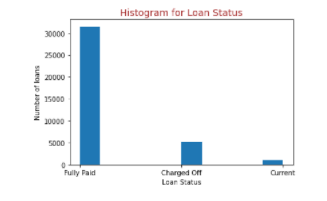 Histogram for Loan Status
30000
25000
20000
15000
10000
5000
0
Number of loans
Fully Paid Charged Off Current
Loan Status